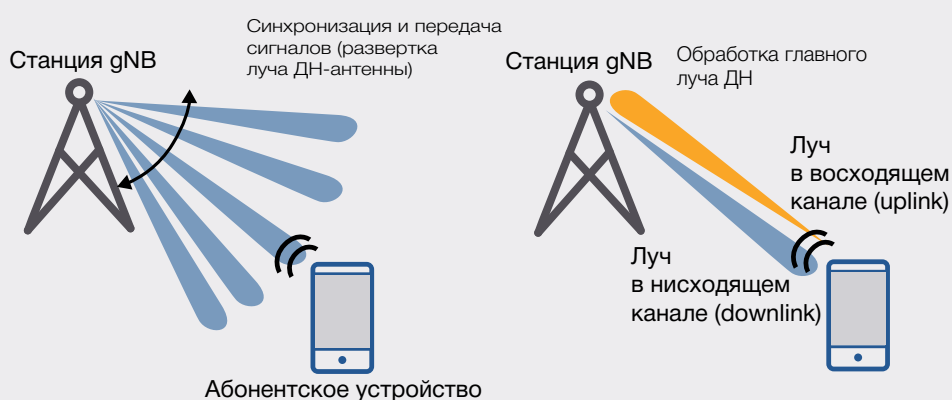 Станция gNB
Синхронизация и передача
сигналов (развертка
луча ДН-антенны)
Абонентское устройство
Станция gNB
Обработка главного
луча ДН
Луч
в восходящем
канале (uplink)
Луч
в нисходящем
канале (downlink)